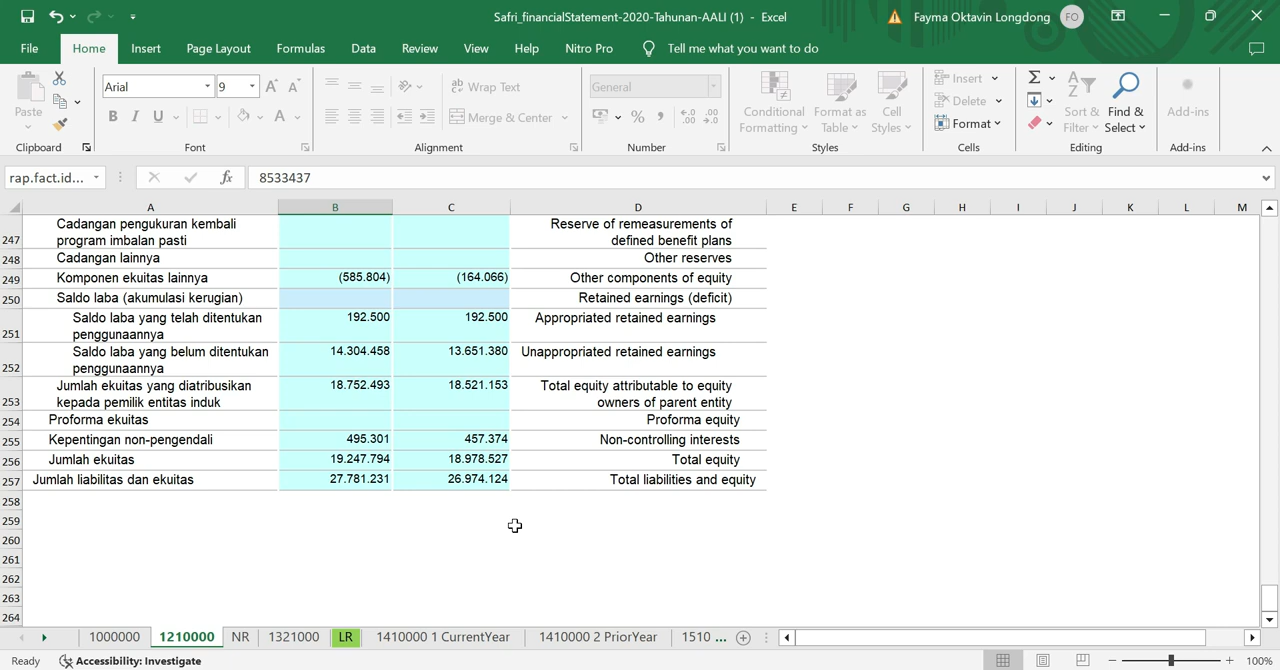 Safri_financialStatement-2020-Tahunan-AALI (1) - Excel
Fayma Oktavin Longdong FO
File Home Insert Page Layout Formulas Data Review View Help Nitro Pro Tell me what you want to do
Paste
Clipboard
Arial 9
B I U A
Font
Wrap Text
Merge & Center
Alignment
General
% ,
Number
Conditional Formatting
Format as Table
Cell Styles
Styles
Insert
Delete
Format
Cells
Sort & Filter
Find & Select
Editing
Add-ins
Add-ins
rap.fact.id... fx 8533437
A B C D E F G H I J K L M
247 Cadangan pengukuran kembali program imbalan pasti Reserve of remeasurements of defined benefit plans
248 Cadangan lainnya Other reserves
249 Komponen ekuitas lainnya (585.804) (164.066) Other components of equity
250 Saldo laba (akumulasi kerugian) Retained earnings (deficit)
251 Saldo laba yang telah ditentukan penggunaannya 192.500 192.500 Appropriated retained earnings
252 Saldo laba yang belum ditentukan penggunaannya 14.304.458 13.651.380 Unappropriated retained earnings
253 Jumlah ekuitas yang diatribusikan kepada pemilik entitas induk 18.752.493 18.521.153 Total equity attributable to equity owners of parent entity
254 Proforma ekuitas Proforma equity
255 Kepentingan non-pengendali 495.301 457.374 Non-controlling interests
256 Jumlah ekuitas 19.247.794 18.978.527 Total equity
257 Jumlah liabilitas dan ekuitas 27.781.231 26.974.124 Total liabilities and equity
258
259
260
261
262
263
264
1000000 1210000 NR 1321000 LR 1410000 1 CurrentYear 1410000 2 PriorYear 1510 ...
Ready Accessibility: Investigate 100%